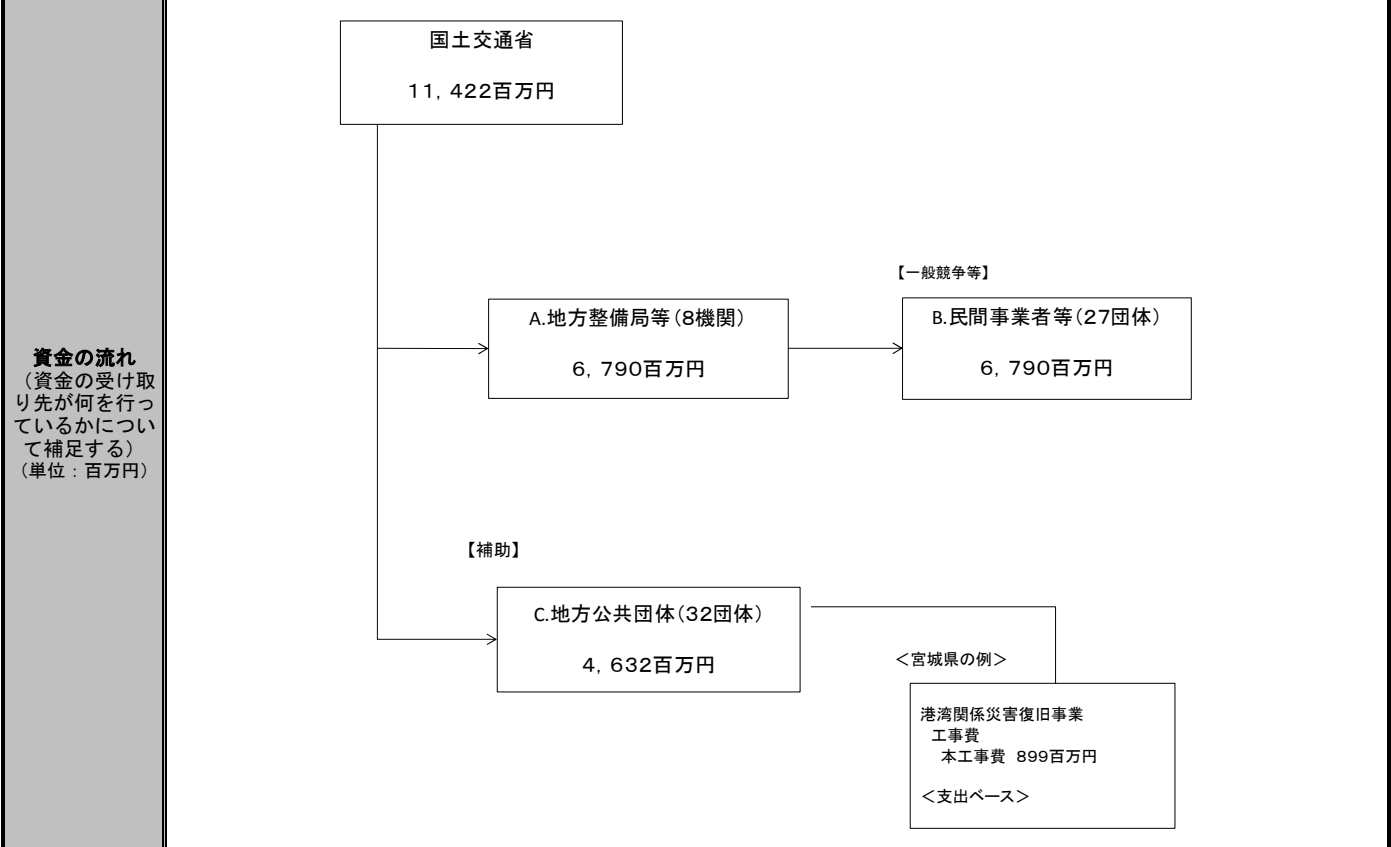 資金の流れ
（資金の受け取
り先が何を行っ
ているかについ
て補足する）
（単位：百万円）
国土交通省
11，422百万円
【一般競争等】
A.地方整備局等（8機関）
6，790百万円
B.民間事業者等（27団体）
6，790百万円
【補助】
C.地方公共団体（32団体）
4，632百万円
＜宮城県の例＞
港湾関係災害復旧事業
工事費
本工事費 899百万円
＜支出ベース＞